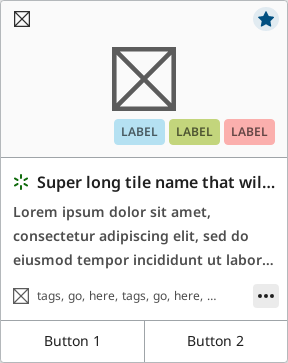 LABEL LABEL LABEL
Super long tile name that wil...
Lorem ipsum dolor sit amet,
consectetur adipiscing elit, sed do
eiusmod tempor incididunt ut labor...
tags, go, here, tags, go, here, ...
Button 1 Button 2